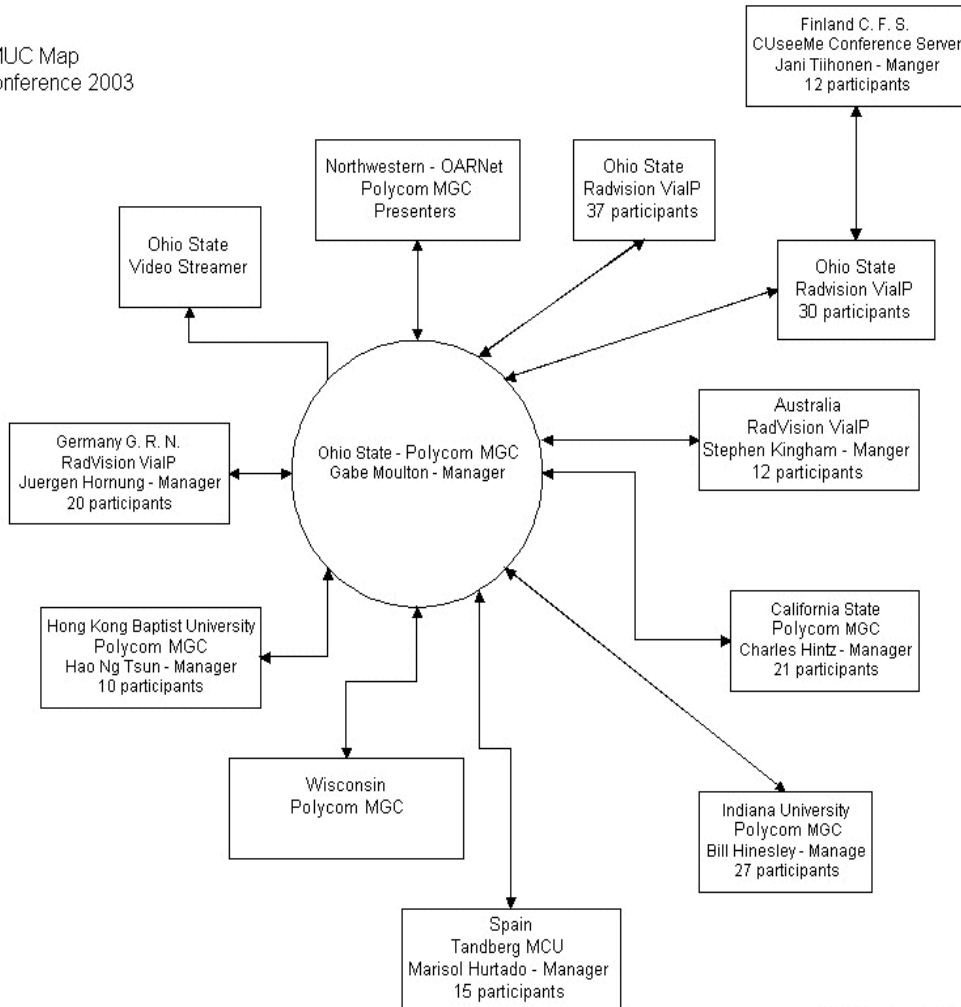 MUC Map
onference 2003
Finland C. F. S.
CUseeMe Conference Server
Jani Tiihonen - Manger
12 participants
Northwestern - OARNet
Polycom MGC
Presenters
Ohio State
Radvision ViaIP
37 participants
Ohio State
Video Streamer
Ohio State
Radvision ViaIP
30 participants
Ohio State - Polycom MGC
Gabe Moulton - Manager
Australia
RadVision ViaIP
Stephen Kingham - Manger
12 participants
Germany G. R. N.
RadVision ViaIP
Juergen Hornung - Manager
20 participants
California State
Polycom MGC
Charles Hintz - Manager
21 participants
Hong Kong Baptist University
Polycom MGC
Hao Ng Tsun - Manager
10 participants
Wisconsin
Polycom MGC
Indiana University
Polycom MGC
Bill Hinesley - Manage
27 participants
Spain
Tandberg MCU
Marisol Hurtado - Manager
15 participants